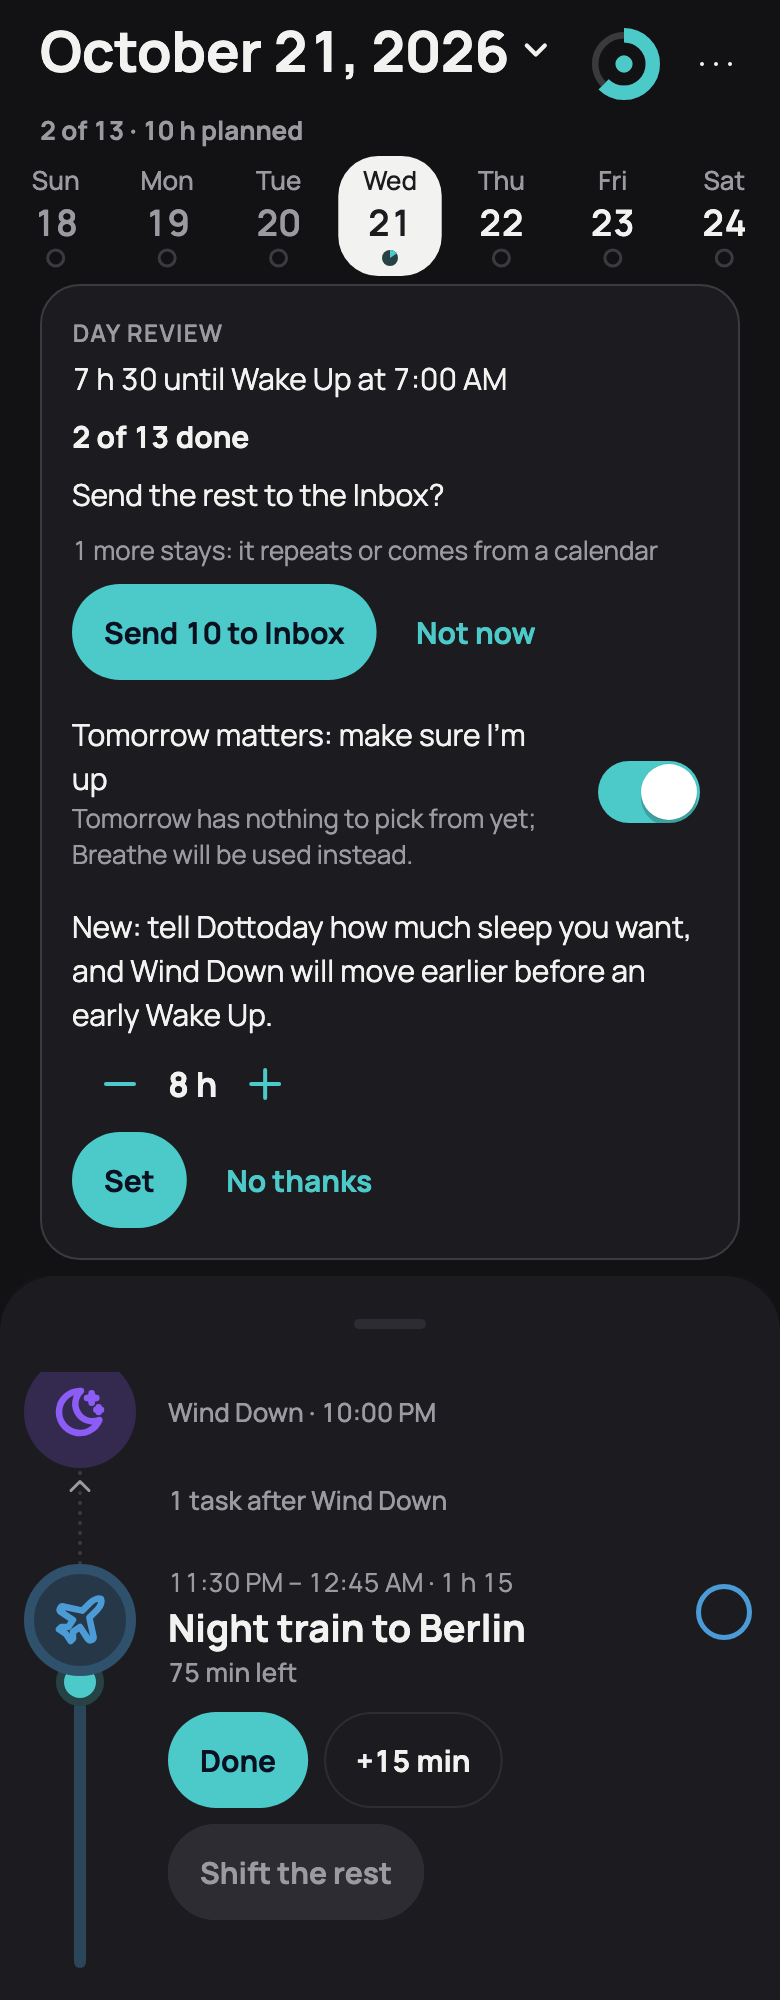 October 21, 2026
2 of 13 · 10 h planned
Sun Mon Tue Wed Thu Fri Sat
18 19 20 21 22 23 24
DAY REVIEW
7 h 30 until Wake Up at 7:00 AM
2 of 13 done
Send the rest to the Inbox?
1 more stays: it repeats or comes from a calendar
Send 10 to Inbox Not now
Tomorrow matters: make sure I'm
up
Tomorrow has nothing to pick from yet;
Breathe will be used instead.
New: tell Dottoday how much sleep you want,
and Wind Down will move earlier before an
early Wake Up.
8 h
Set No thanks
Wind Down · 10:00 PM
1 task after Wind Down
11:30 PM – 12:45 AM · 1 h 15
Night train to Berlin
75 min left
Done +15 min
Shift the rest